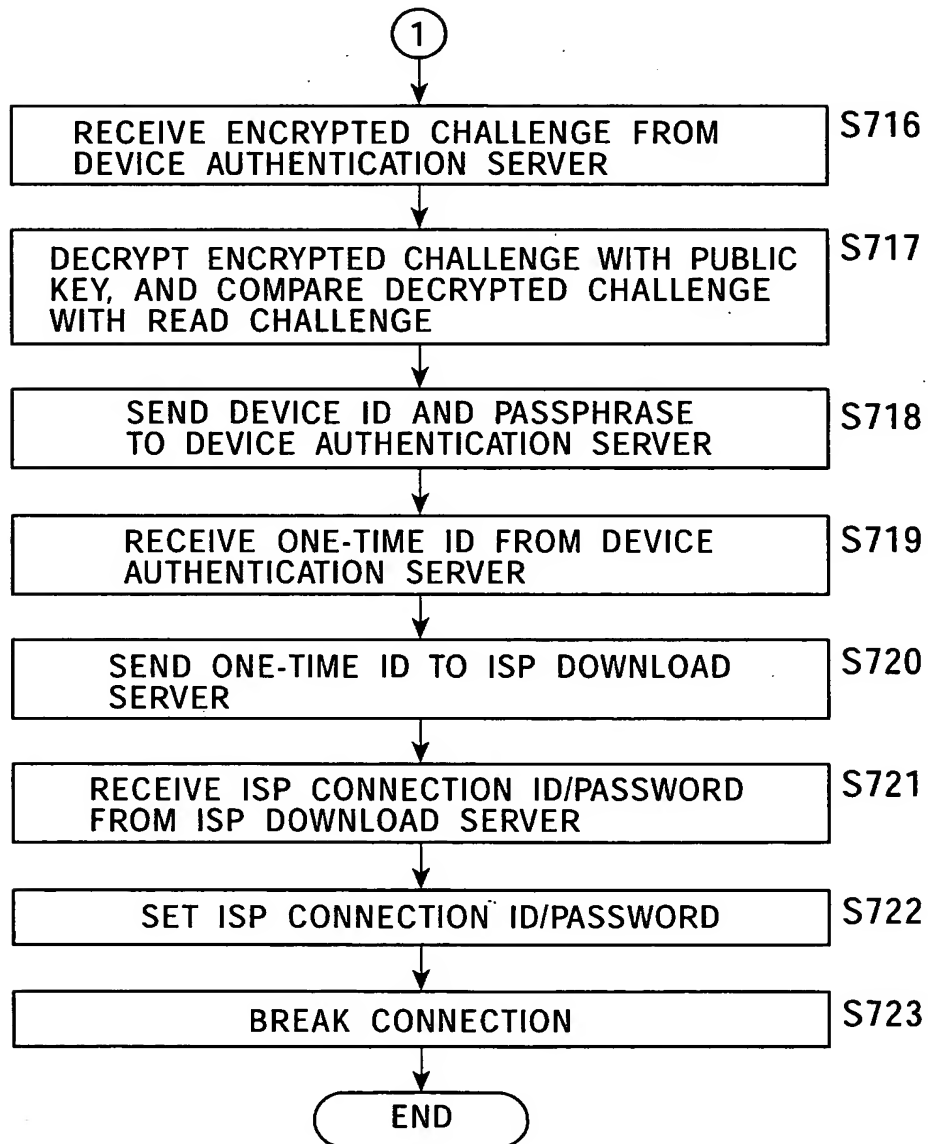 1
RECEIVE ENCRYPTED CHALLENGE FROM
DEVICE AUTHENTICATION SERVER
S716
DECRYPT ENCRYPTED CHALLENGE WITH PUBLIC
KEY, AND COMPARE DECRYPTED CHALLENGE
WITH READ CHALLENGE
S717
SEND DEVICE ID AND PASSPHRASE
TO DEVICE AUTHENTICATION SERVER
S718
RECEIVE ONE-TIME ID FROM DEVICE
AUTHENTICATION SERVER
S719
SEND ONE-TIME ID TO ISP DOWNLOAD
SERVER
S720
RECEIVE ISP CONNECTION ID/PASSWORD
FROM ISP DOWNLOAD SERVER
S721
SET ISP CONNECTION ID/PASSWORD
S722
BREAK CONNECTION
S723
END